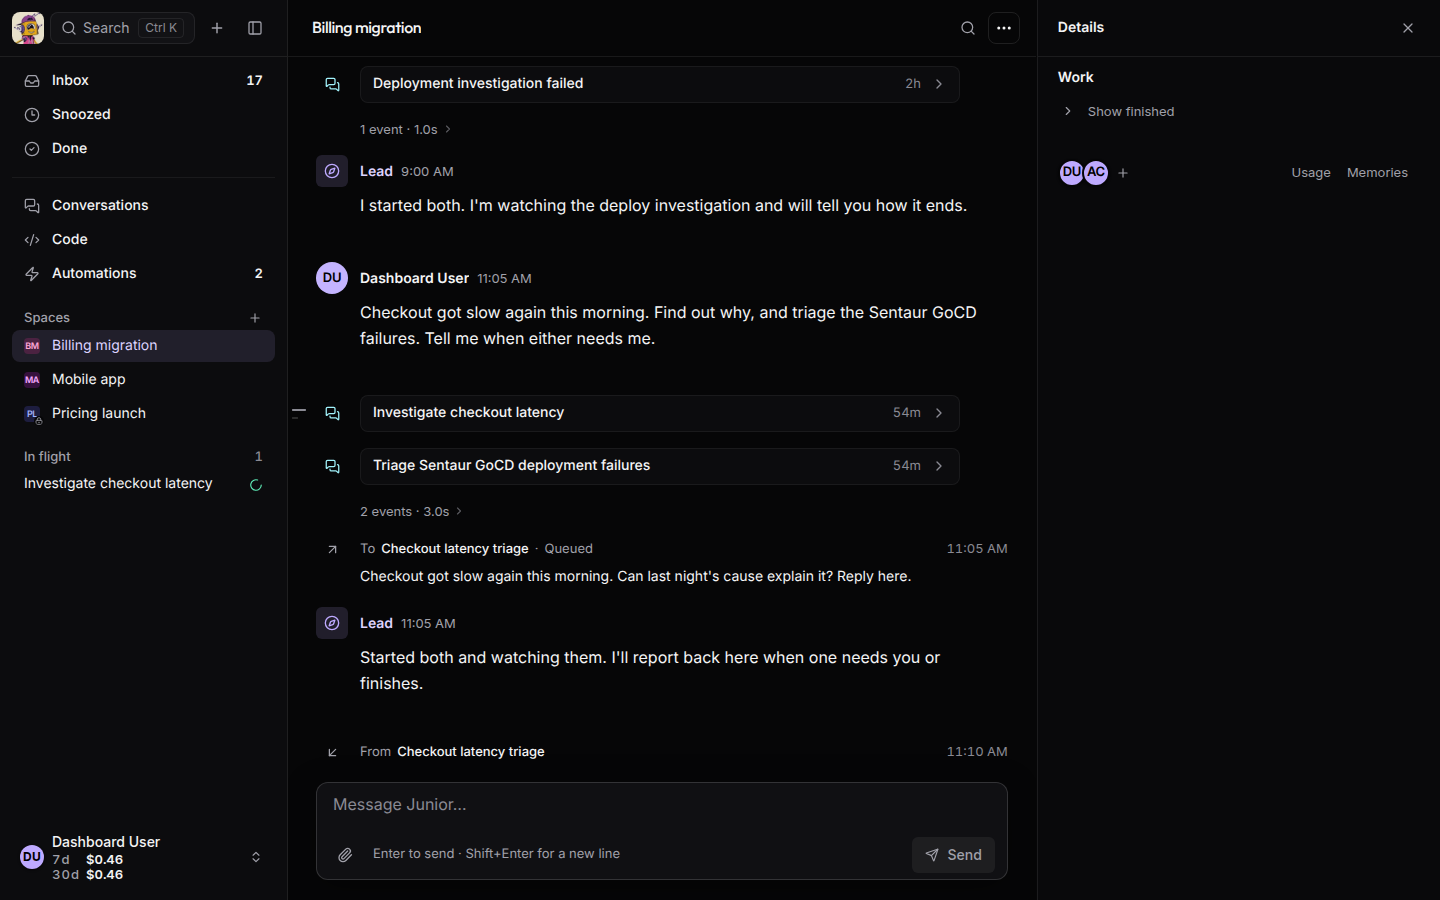 Search Ctrl K
Inbox 17
Snoozed
Done
Conversations
Code
Automations 2
Spaces
BM Billing migration
MA Mobile app
PL Pricing launch
In flight 1
Investigate checkout latency
DU Dashboard User
7d $0.46
30d $0.46
Billing migration
Deployment investigation failed 2h
1 event · 1.0s
Lead 9:00 AM
I started both. I'm watching the deploy investigation and will tell you how it ends.
DU Dashboard User 11:05 AM
Checkout got slow again this morning. Find out why, and triage the Sentaur GoCD
failures. Tell me when either needs me.
Investigate checkout latency 54m
Triage Sentaur GoCD deployment failures 54m
2 events · 3.0s
To Checkout latency triage · Queued 11:05 AM
Checkout got slow again this morning. Can last night's cause explain it? Reply here.
Lead 11:05 AM
Started both and watching them. I'll report back here when one needs you or
finishes.
From Checkout latency triage 11:10 AM
Message Junior...
Enter to send · Shift+Enter for a new line
Send
Details
Work
Show finished
DU AC Usage Memories